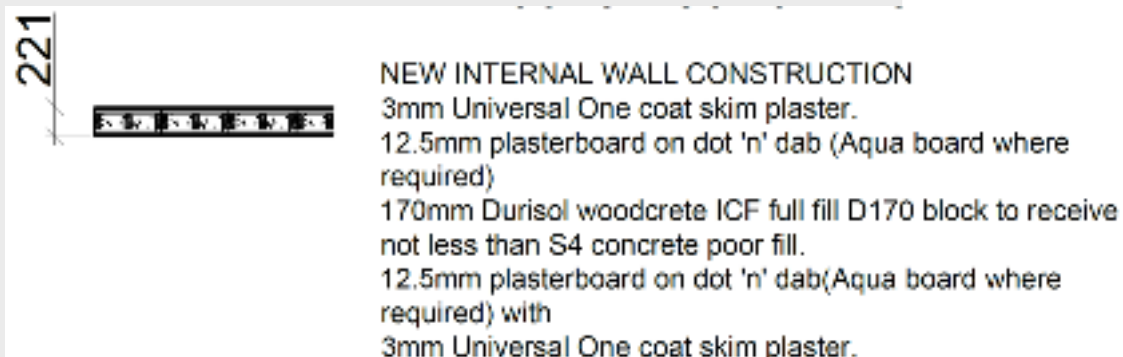 221
NEW INTERNAL WALL CONSTRUCTION
3mm Universal One coat skim plaster.
12.5mm plasterboard on dot 'n' dab (Aqua board where
required)
170mm Durisol woodcrete ICF full fill D170 block to receive
not less than S4 concrete poor fill.
12.5mm plasterboard on dot 'n' dab(Aqua board where
required) with
3mm Universal One coat skim plaster.